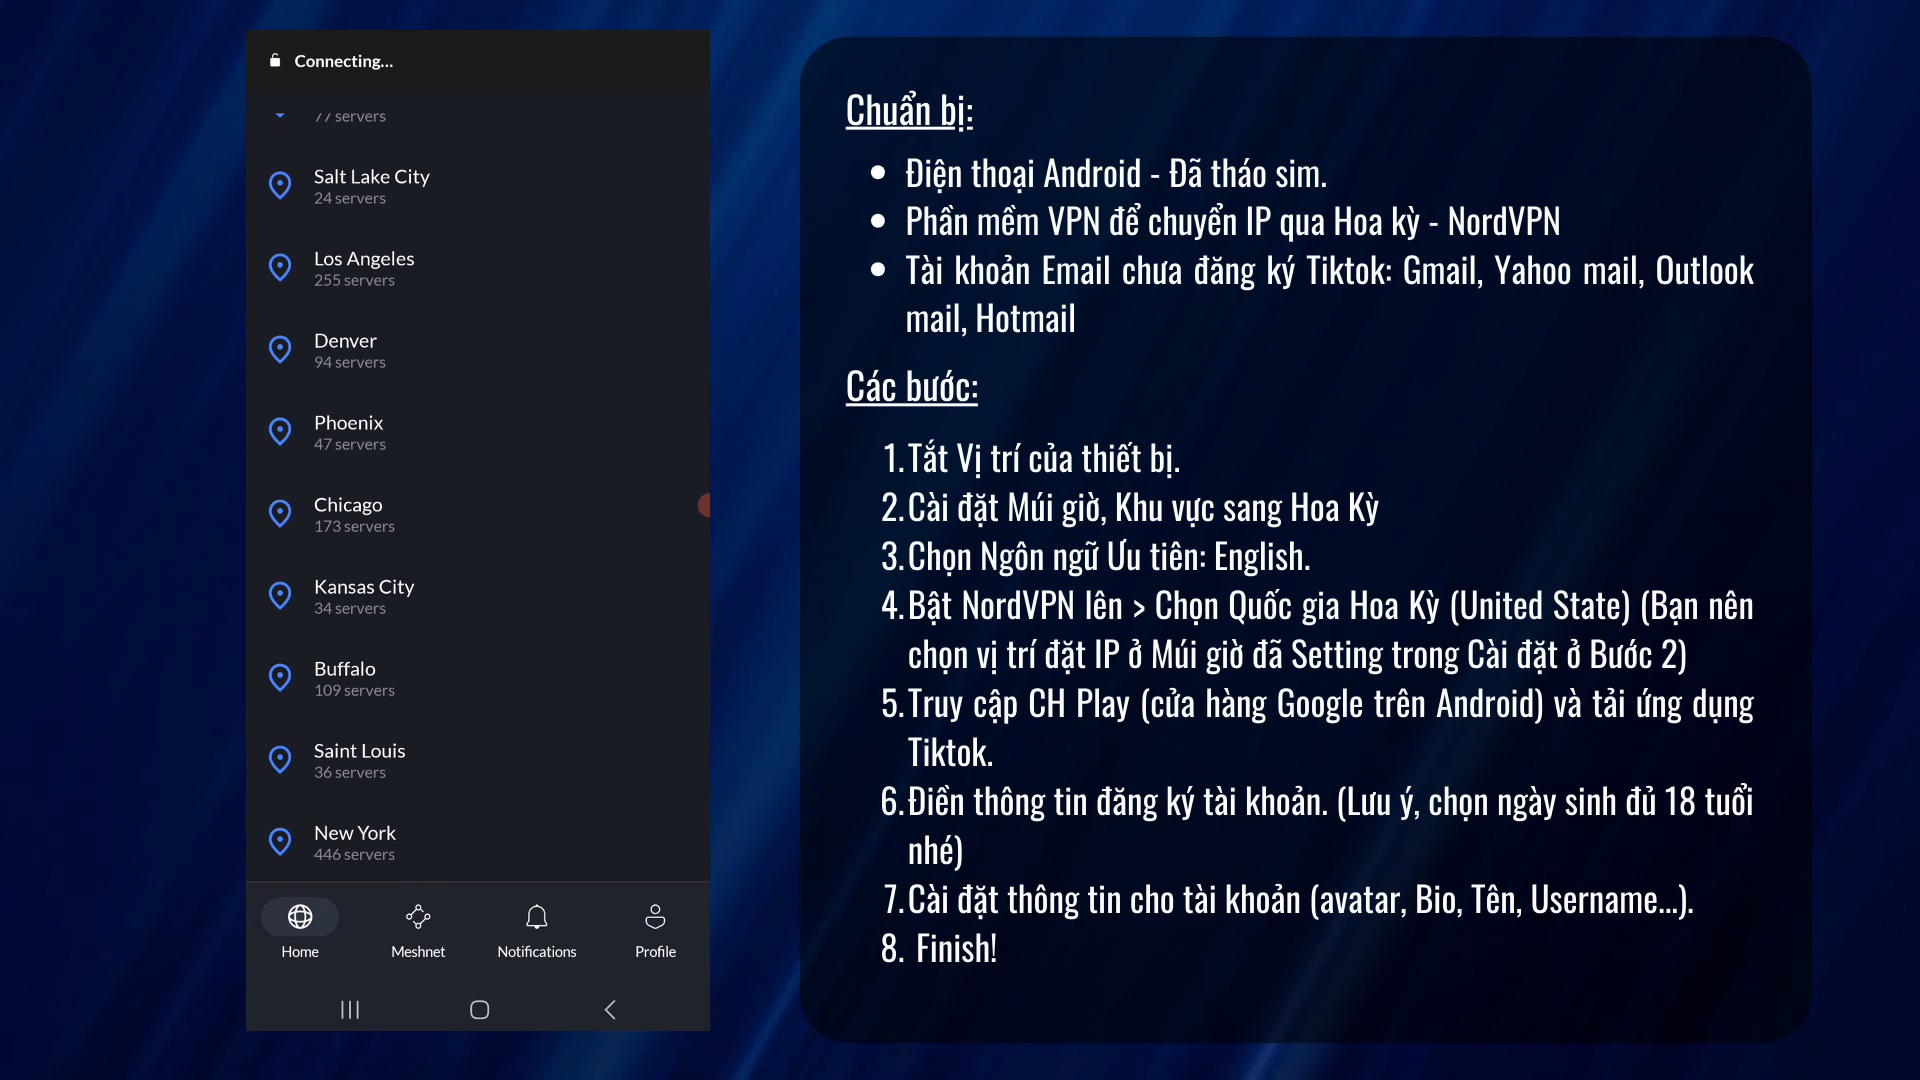 Connecting...
77 servers
Salt Lake City
24 servers
Los Angeles
255 servers
Denver
94 servers
Phoenix
47 servers
Chicago
173 servers
Kansas City
34 servers
Buffalo
109 servers
Saint Louis
36 servers
New York
446 servers
Home
Meshnet
Notifications
Profile
Chuẩn bị:
• Điện thoại Android - Đã tháo sim.
• Phần mềm VPN để chuyển IP qua Hoa kỳ - NordVPN
• Tài khoản Email chưa đăng ký Tiktok: Gmail, Yahoo mail, Outlook
mail, Hotmail
Các bước:
1. Tắt Vị trí của thiết bị.
2. Cài đặt Múi giờ, Khu vực sang Hoa Kỳ
3. Chọn Ngôn ngữ Ưu tiên: English.
4. Bật NordVPN lên > Chọn Quốc gia Hoa Kỳ (United State) (Bạn nên
chọn vị trí đặt IP ở Múi giờ đã Setting trong Cài đặt ở Bước 2)
5. Truy cập CH Play (cửa hàng Google trên Android) và tải ứng dụng
Tiktok.
6. Điền thông tin đăng ký tài khoản. (Lưu ý, chọn ngày sinh đủ 18 tuổi
nhé)
7. Cài đặt thông tin cho tài khoản (avatar, Bio, Tên, Username...).
8. Finish!